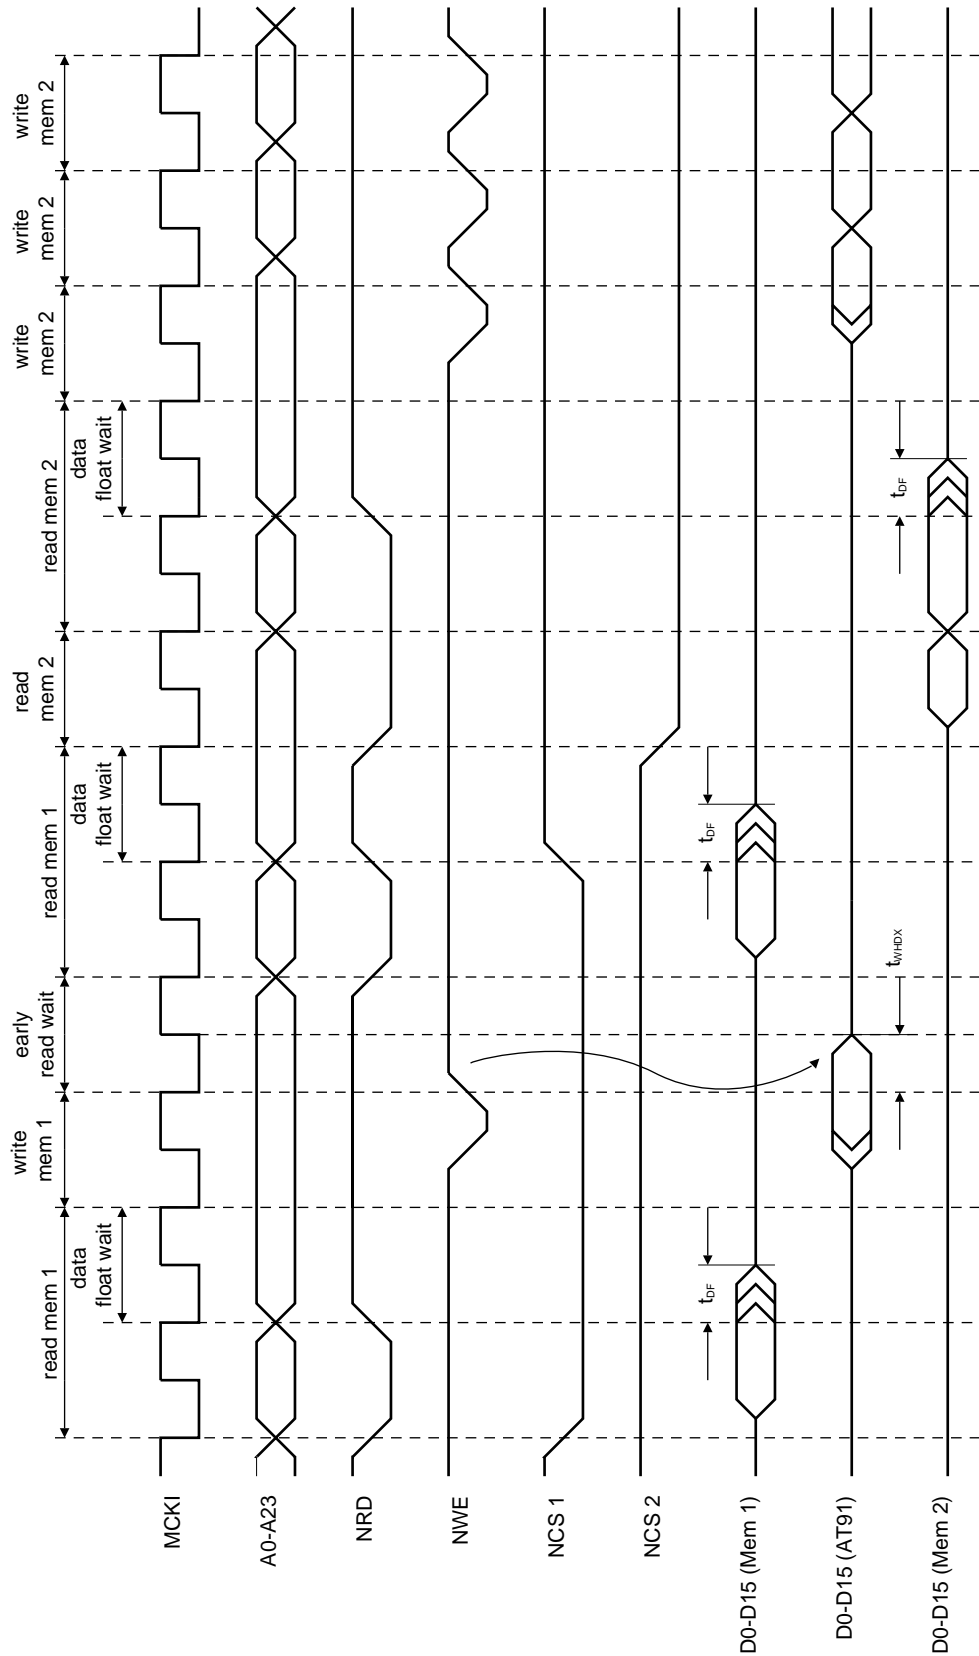 read mem 1
data
float wait
write
mem 1
early
read wait
read mem 1
data
float wait
read
mem 2
read mem 2
data
float wait
write
mem 2
write
mem 2
write
mem 2
MCKI
A0-A23
NRD
NWE
NCS 1
NCS 2
D0-D15 (Mem 1)
tDF
tDF
D0-D15 (AT91)
tWHDX
D0-D15 (Mem 2)
tDF